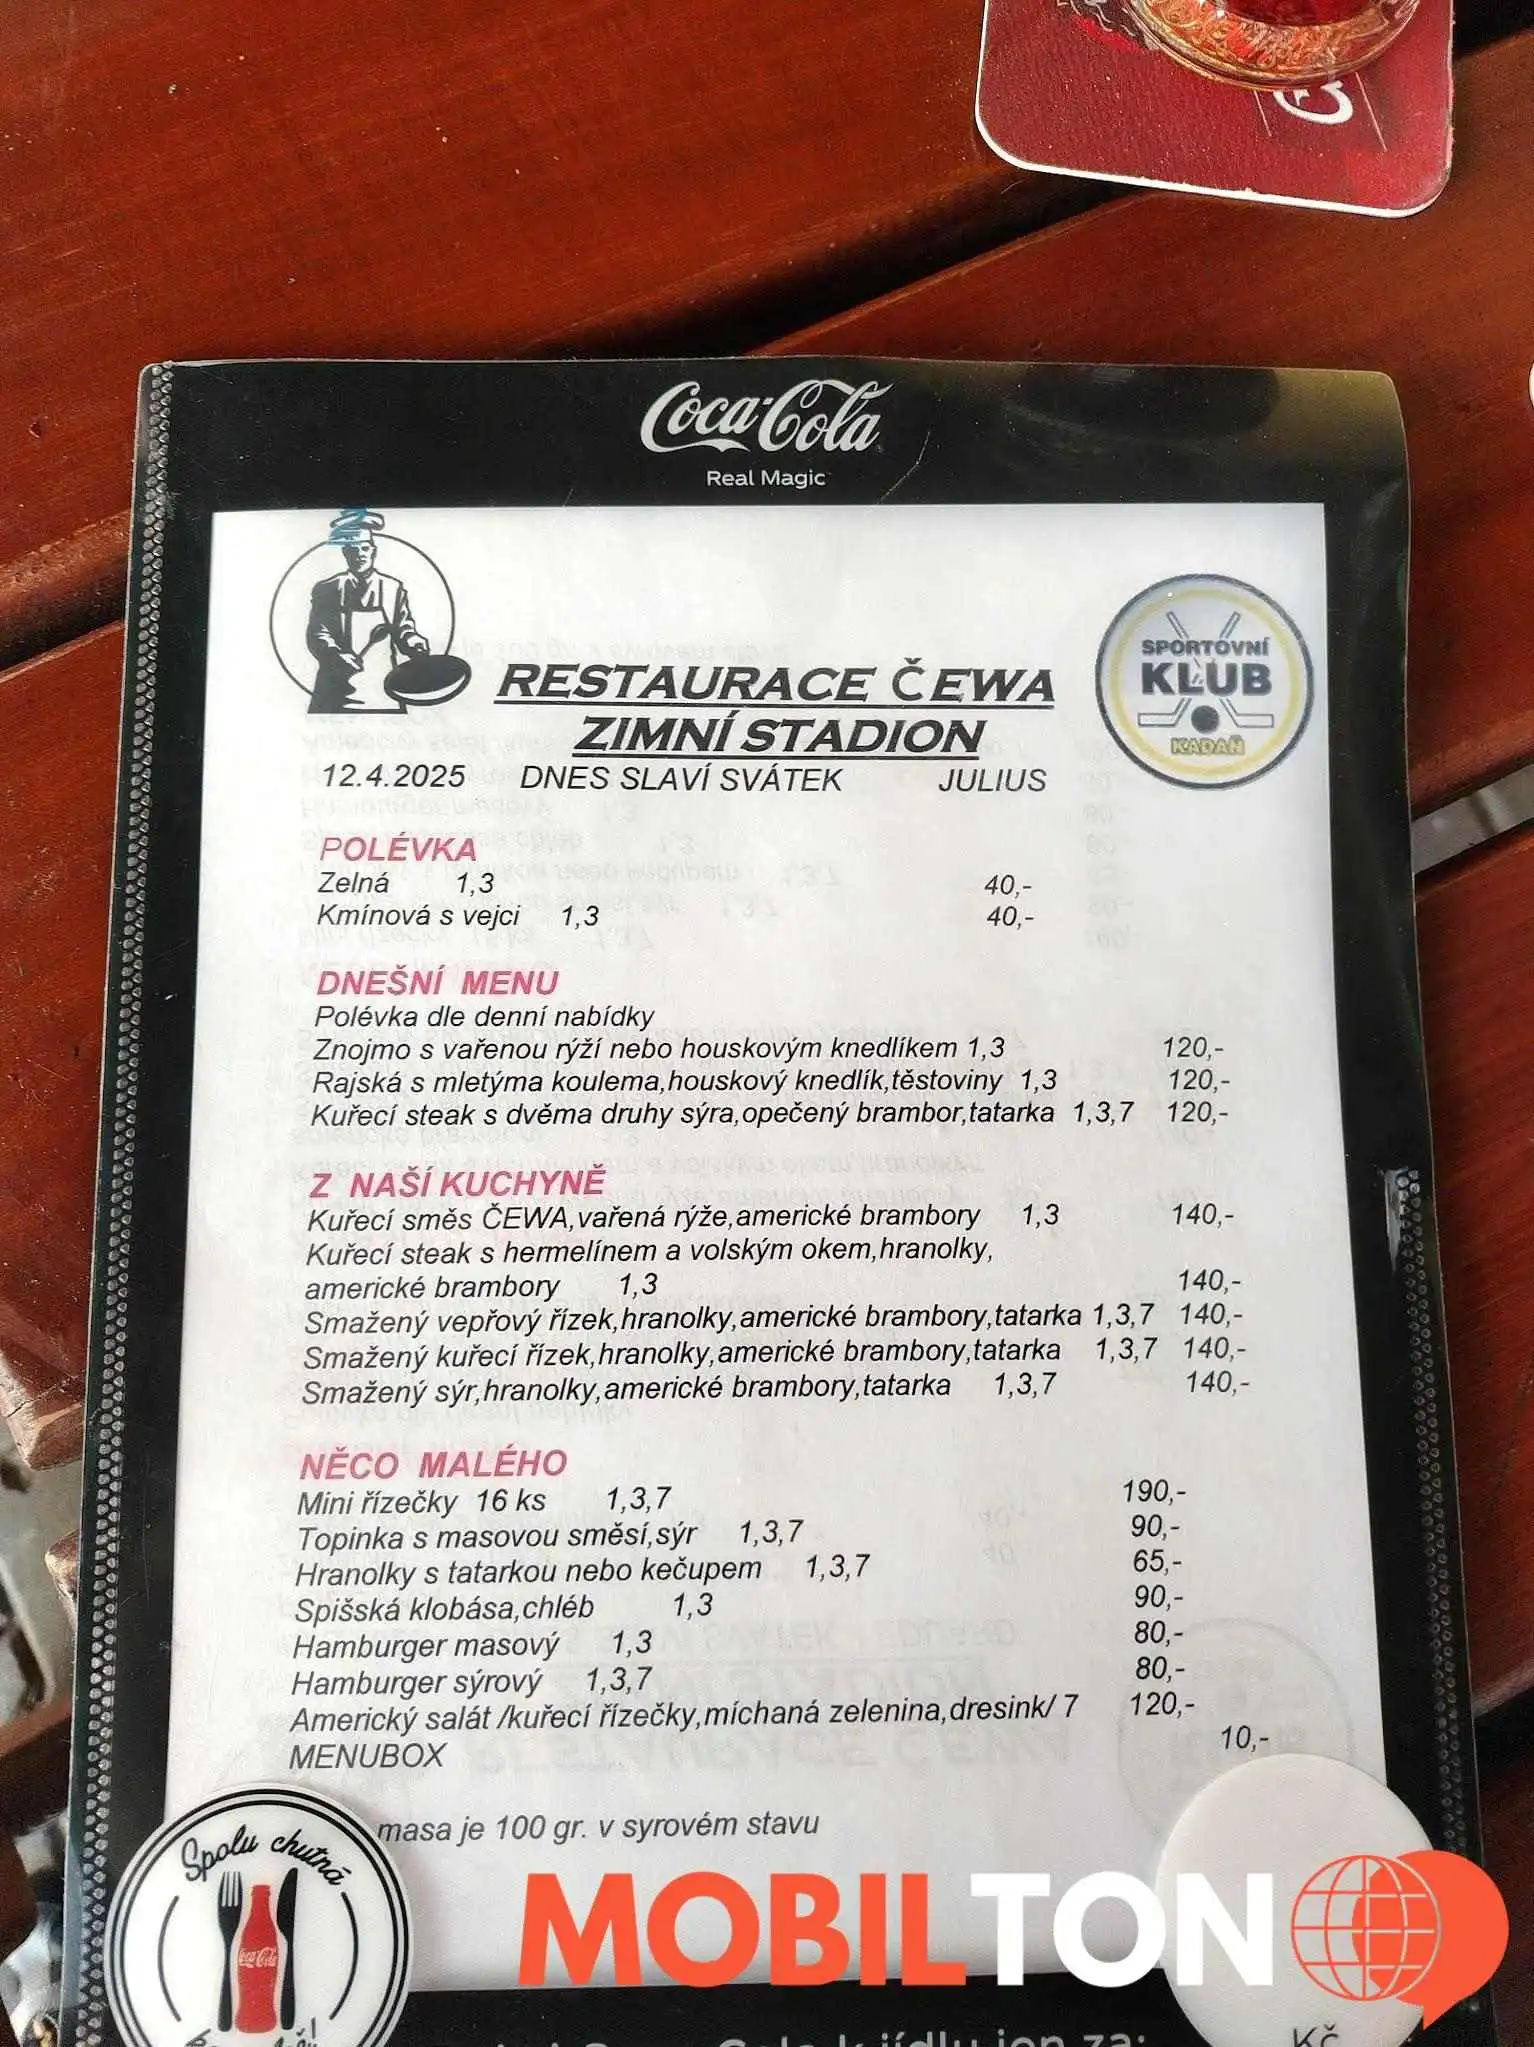 Coca-Cola
Real Magic
RESTAURACE ČEWA
ZIMNÍ STADION
SPORTOVNÍ
KLUB
KADAŇ
12.4.2025 DNES SLAVÍ SVÁTEK JULIUS
POLÉVKA
Zelná 1,3 40,-
Kmínová s vejci 1,3 40,-
DNEŠNÍ MENU
Polévka dle denní nabídky
Znojmo s vařenou rýží nebo houskovým knedlíkem 1,3 120,-
Rajská s mletýma koulema,houskový knedlík,těstoviny 1,3 120,-
Kuřecí steak s dvěma druhy sýra,opečený brambor,tatarka 1,3,7 120,-
Z NAŠÍ KUCHYNĚ
Kuřecí směs ČEWA,vařená rýže,americké brambory 1,3 140,-
Kuřecí steak s hermelínem a volským okem,hranolky,
americké brambory 1,3 140,-
Smažený vepřový řízek,hranolky,americké brambory,tatarka 1,3,7 140,-
Smažený kuřecí řízek,hranolky,americké brambory,tatarka 1,3,7 140,-
Smažený sýr,hranolky,americké brambory,tatarka 1,3,7 140,-
NĚCO MALÉHO
Mini řízečky 16 ks 1,3,7 190,-
Topinka s masovou směsí,sýr 1,3,7 90,-
Hranolky s tatarkou nebo kečupem 1,3,7 65,-
Spišská klobása,chléb 1,3 90,-
Hamburger masový 1,3 80,-
Hamburger sýrový 1,3,7 80,-
Americký salát /kuřecí řízečky,míchaná zelenina,dresink/ 7 120,-
MENUBOX 10,-
masa je 100 gr. v syrovém stavu
Spolu chutná
Coca-Cola
MOBILTON
k jídlu jen za:
Kč